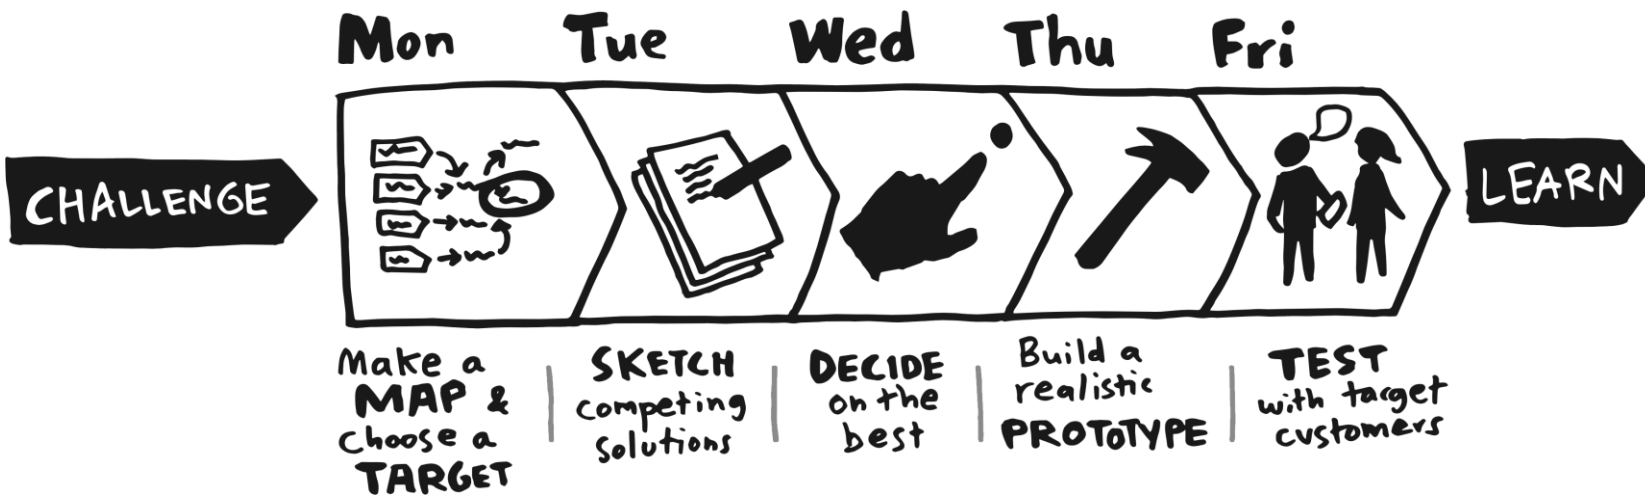 Mon
Tue
Wed
Thu
Fri
CHALLENGE
LEARN
Make a
MAP &
choose a
TARGET
SKETCH
competing
solutions
DECIDE
on the
best
Build a
realistic
PROTOTYPE
TEST
with target
customers